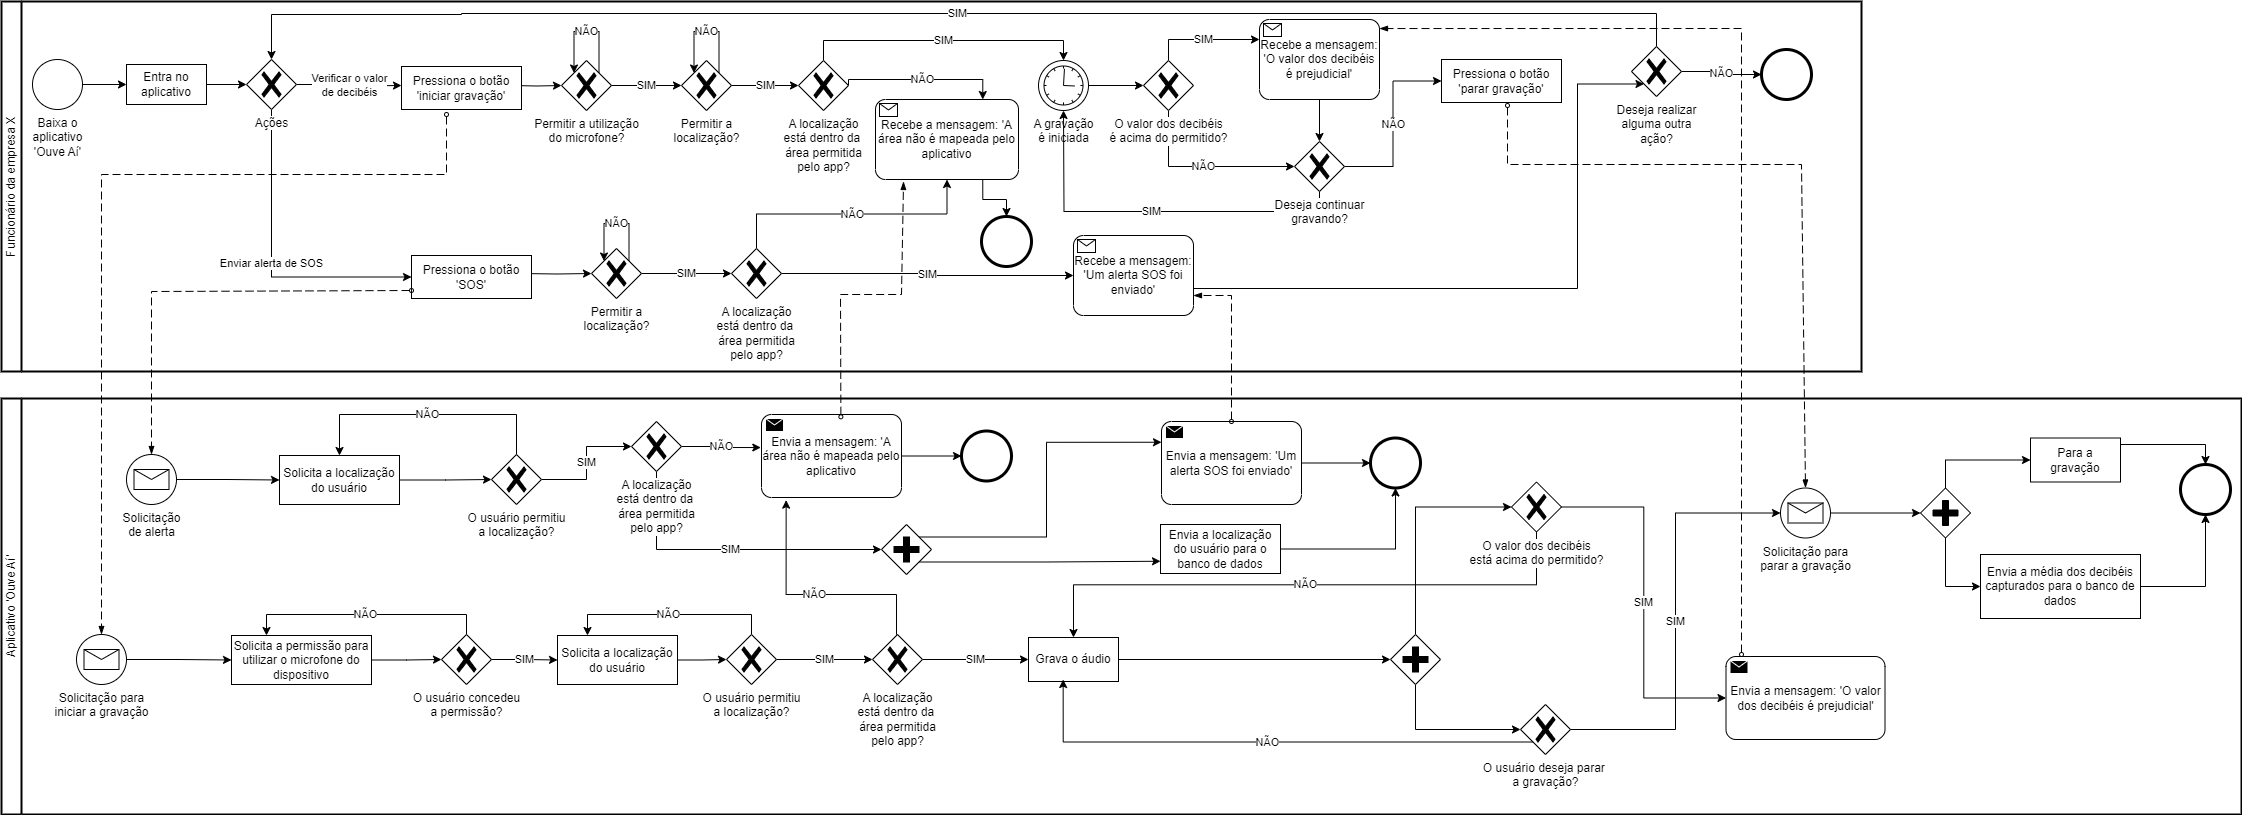 Funcionário da empresa X
SIM
Baixa o
aplicativo
'Ouve Aí'
Entra no
aplicativo
Ações
Verificar o valor
de decibéis
Pressiona o botão
'iniciar gravação'
NÃO
Permitir a utilização
do microfone?
SIM
NÃO
Permitir a
localização?
SIM
A localização
está dentro da
área permitida
pelo app?
SIM
NÃO
Recebe a mensagem: 'A
área não é mapeada pelo
aplicativo
A gravação
é iniciada
O valor dos decibéis
é acima do permitido?
SIM
Recebe a mensagem:
'O valor dos decibéis
é prejudicial'
NÃO
Deseja continuar
gravando?
SIM
NÃO
Pressiona o botão
'parar gravação'
Deseja realizar
alguma outra
ação?
NÃO
Enviar alerta de SOS
Pressiona o botão
'SOS'
NÃO
Permitir a
localização?
SIM
A localização
está dentro da
área permitida
pelo app?
NÃO
SIM
Recebe a mensagem:
'Um alerta SOS foi
enviado'
Aplicativo 'Ouve Aí'
Solicitação
de alerta
Solicita a localização
do usuário
NÃO
O usuário permitiu
a localização?
SIM
A localização
está dentro da
área permitida
pelo app?
NÃO
Envia a mensagem: 'A
área não é mapeada pelo
aplicativo
SIM
Envia a mensagem: 'Um
alerta SOS foi enviado'
Envia a localização
do usuário para o
banco de dados
Solicitação para
iniciar a gravação
Solicita a permissão para
utilizar o microfone do
dispositivo
NÃO
O usuário concedeu
a permissão?
SIM
Solicita a localização
do usuário
NÃO
O usuário permitiu
a localização?
SIM
A localização
está dentro da
área permitida
pelo app?
NÃO
SIM
Grava o áudio
NÃO
O valor dos decibéis
está acima do permitido?
SIM
SIM
NÃO
O usuário deseja parar
a gravação?
Envia a mensagem: 'O valor
dos decibéis é prejudicial'
Solicitação para
parar a gravação
Para a
gravação
Envia a média dos decibéis
capturados para o banco de
dados